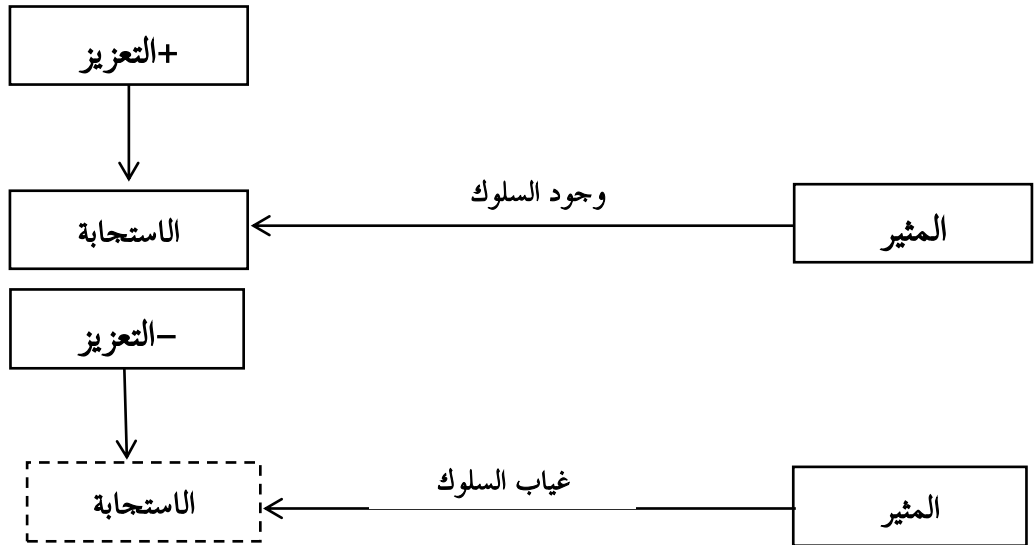 +التعزيز
وجود السلوك
المثير
الاستجابة
–التعزيز
غياب السلوك
المثير
الاستجابة